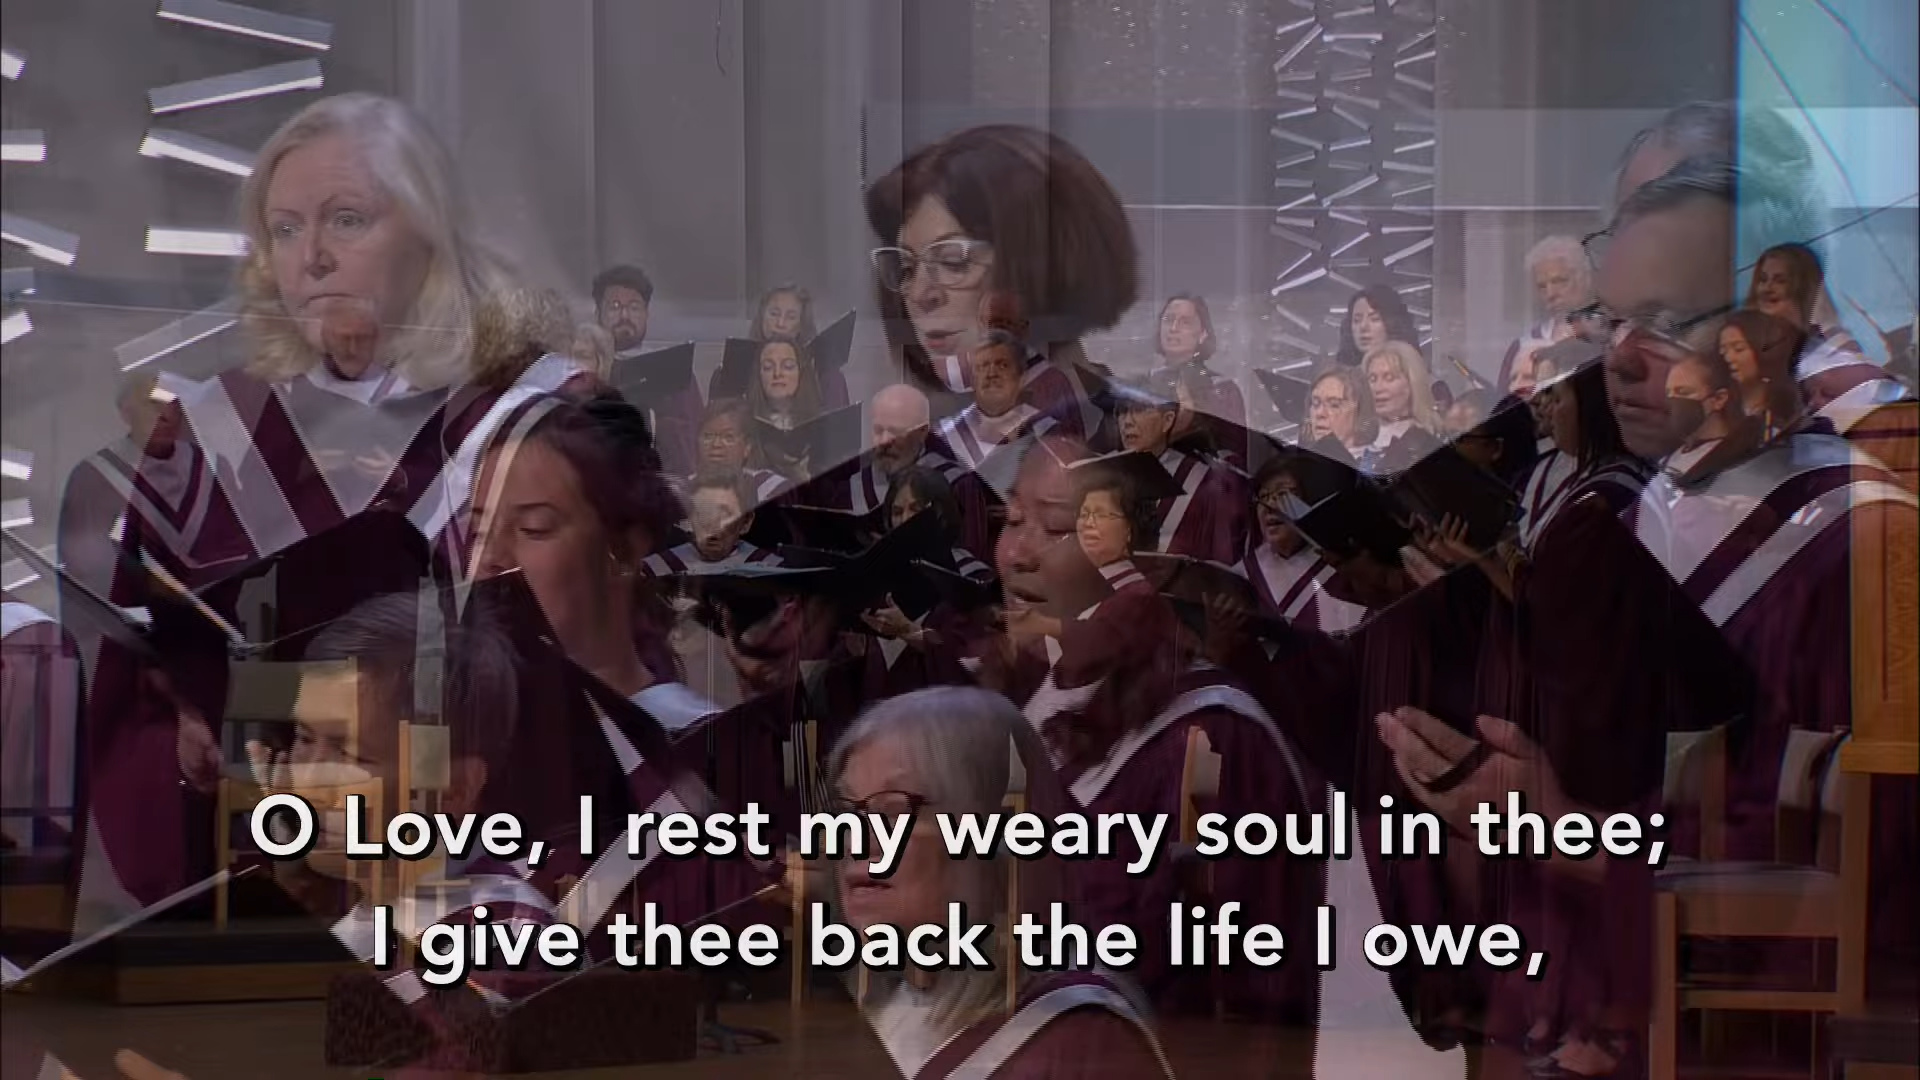 O Love, I rest my weary soul in thee;
I give thee back the life I owe,